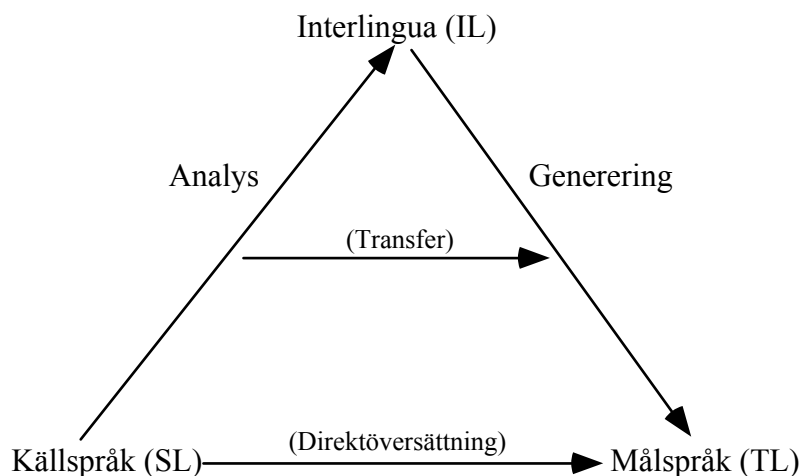 Interlingua (IL)
Analys
Generering
(Transfer)
(Direktöversättning)
Källspråk (SL)
Målspråk (TL)